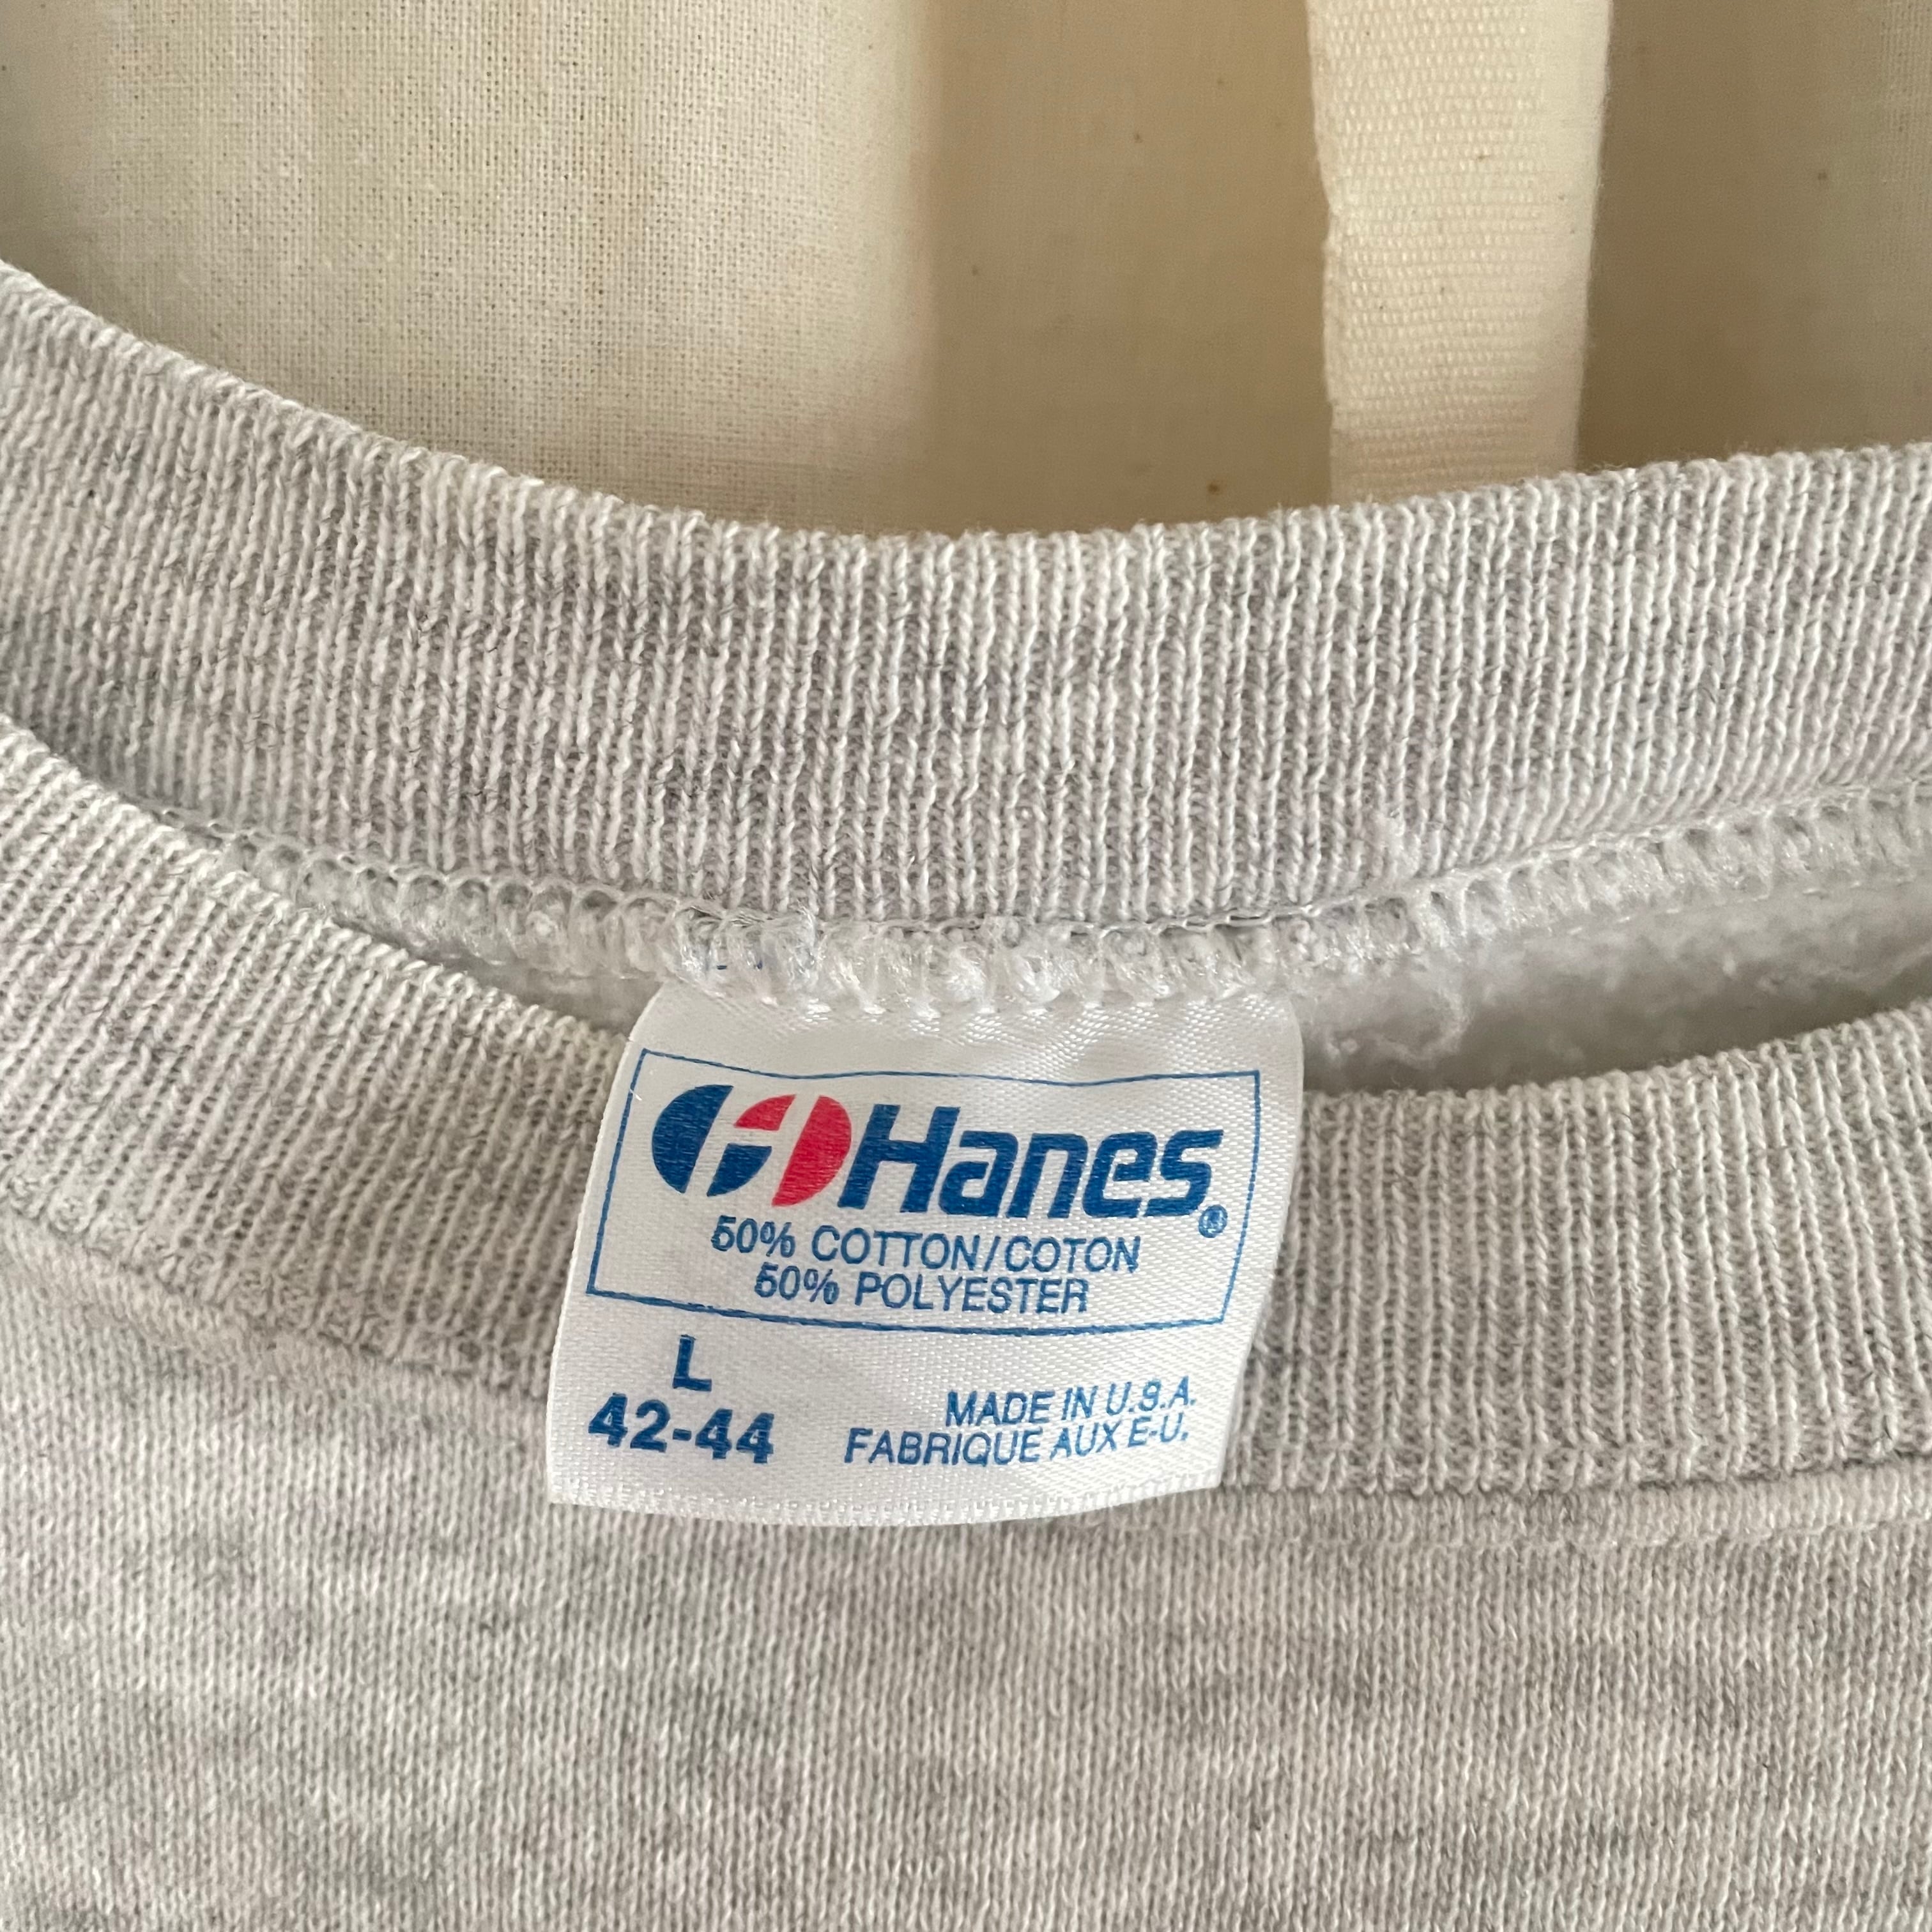 Hanes®
50% COTTON/COTON
50% POLYESTER
L
42-44
MADE IN U.S.A.
FABRIQUE AUX E-U.